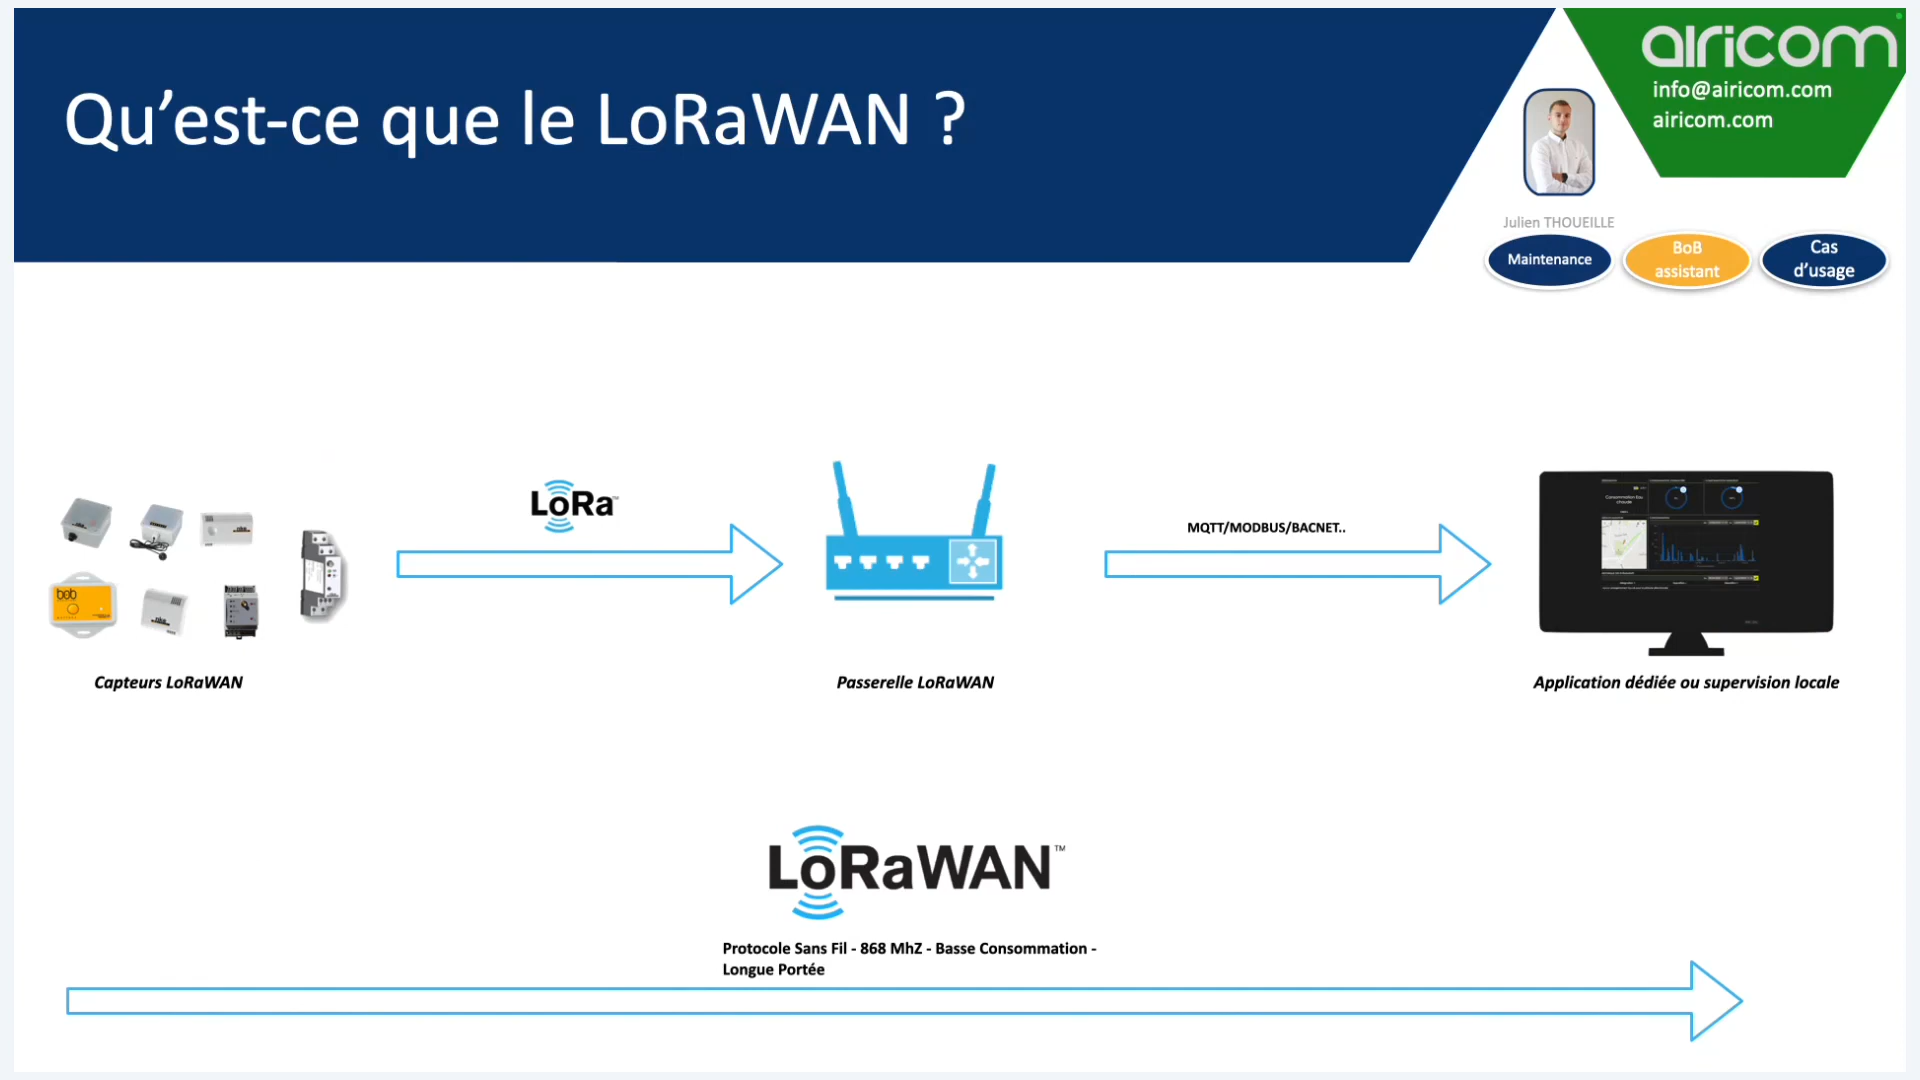 Qu’est-ce que le LoRaWAN ?
airicom
info@airicom.com
airicom.com
Julien THOUEILLE
Maintenance
BoB
assistant
Cas
d’usage
LoRa
MQTT/MODBUS/BACNET..
bob
Capteurs LoRaWAN
Passerelle LoRaWAN
Application dédiée ou supervision locale
LoRaWAN™
Protocole Sans Fil - 868 MhZ - Basse Consommation -
Longue Portée